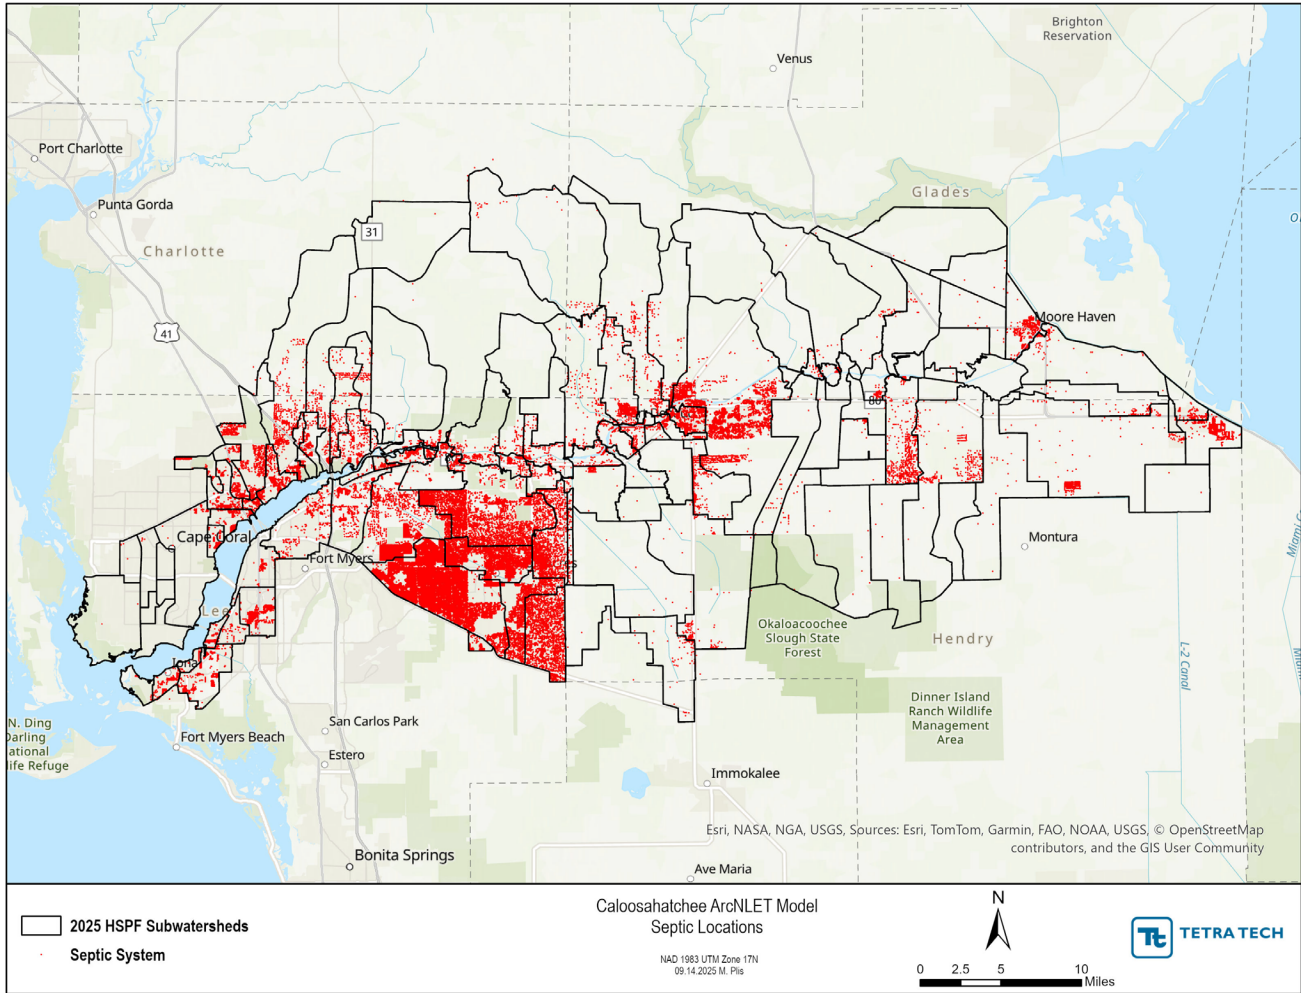 Brighton
Reservation
Venus
Port Charlotte
Glades
Punta Gorda
31
Charlotte
41
Moore Haven
80
Cape Coral
Fort Myers
Montura
Lee
Okaloacoochee
Slough State
Forest
Hendry
Iona
L-2 Canal
Dinner Island
Ranch Wildlife
Management
Area
N. Ding
Darling
ational
life Refuge
San Carlos Park
Fort Myers Beach
Estero
Immokalee
Esri, NASA, NGA, USGS, Sources: Esri, TomTom, Garmin, FAO, NOAA, USGS, © OpenStreetMap
contributors, and the GIS User Community
Bonita Springs
Ave Maria
2025 HSPF Subwatersheds
Septic System
Caloosahatchee ArcNLET Model
Septic Locations
NAD 1983 UTM Zone 17N
09.14.2025 M. Plis
N
0 2.5 5 10
Miles
Tt TETRA TECH